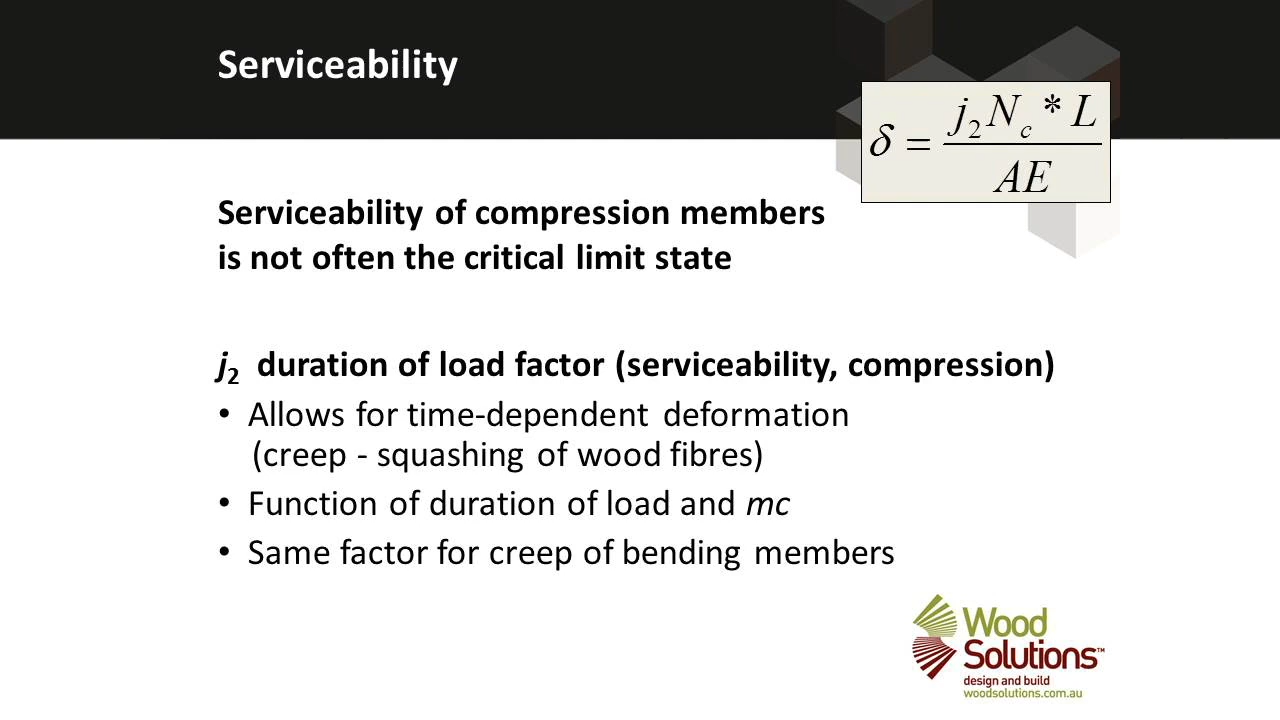 Serviceability
δ = j₂ N_c * L / AE
Serviceability of compression members
is not often the critical limit state
j₂ duration of load factor (serviceability, compression)
• Allows for time-dependent deformation
(creep - squashing of wood fibres)
• Function of duration of load and mc
• Same factor for creep of bending members
Wood
Solutions™
design and build
woodsolutions.com.au